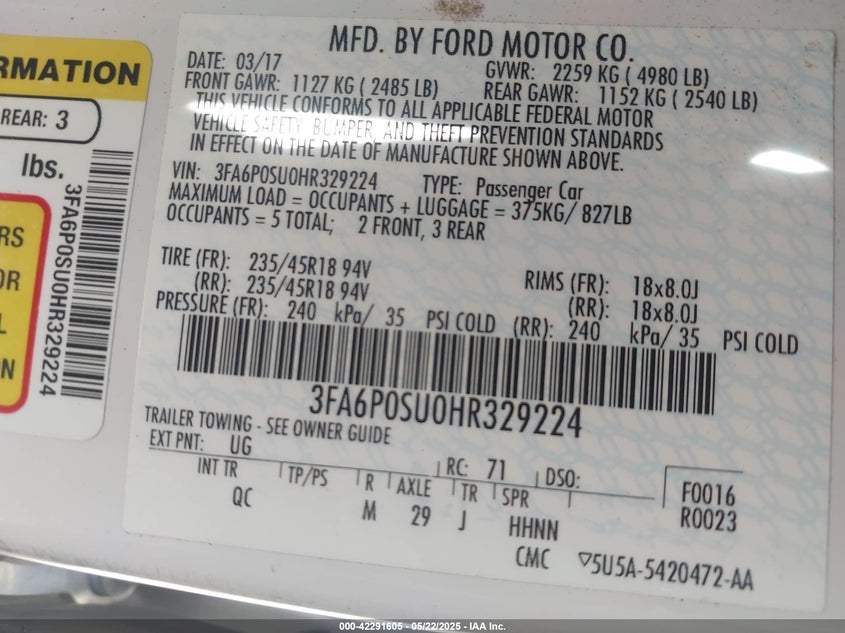 RMATION
REAR: 3
lbs.
3FA6P0SU0HR329224
RS
OR
L
N
MFD. BY FORD MOTOR CO.
DATE: 03/17
GVWR: 2259 KG ( 4980 LB)
FRONT GAWR: 1127 KG ( 2485 LB)
REAR GAWR: 1152 KG ( 2540 LB)
THIS VEHICLE CONFORMS TO ALL APPLICABLE FEDERAL MOTOR
VEHICLE SAFETY, BUMPER, AND THEFT PREVENTION STANDARDS
IN EFFECT ON THE DATE OF MANUFACTURE SHOWN ABOVE.
VIN: 3FA6P0SU0HR329224 TYPE: Passenger Car
MAXIMUM LOAD = OCCUPANTS + LUGGAGE = 375KG/ 827LB
OCCUPANTS = 5 TOTAL; 2 FRONT, 3 REAR
TIRE (FR): 235/45R18 94V RIMS (FR): 18x8.0J
(RR): 235/45R18 94V (RR): 18x8.0J
PRESSURE (FR): 240 kPa/ 35 PSI COLD (RR): 240 kPa/ 35 PSI COLD
3FA6P0SU0HR329224
TRAILER TOWING - SEE OWNER GUIDE
EXT PNT: UG RC: 71 DSO:
INT TR TP/PS R AXLE TR SPR
QC M 29 J HHNN
F0016
R0023
CMC ▽5U5A-5420472-AA
000-42291605 - 05/22/2025 - IAA Inc.